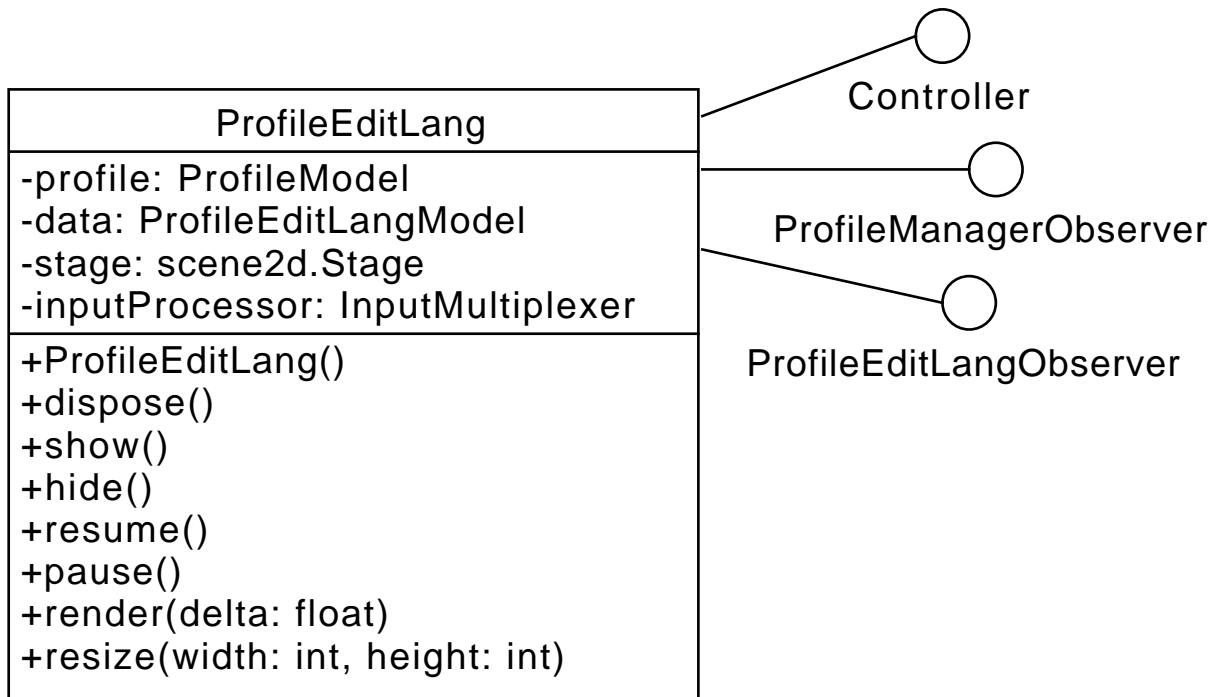 Controller
ProfileEditLang
-profile: ProfileModel
-data: ProfileEditLangModel
-stage: scene2d.Stage
-inputProcessor: InputMultiplexer
ProfileManagerObserver
ProfileEditLangObserver
+ProfileEditLang()
+dispose()
+show()
+hide()
+resume()
+pause()
+render(delta: float)
+resize(width: int, height: int)